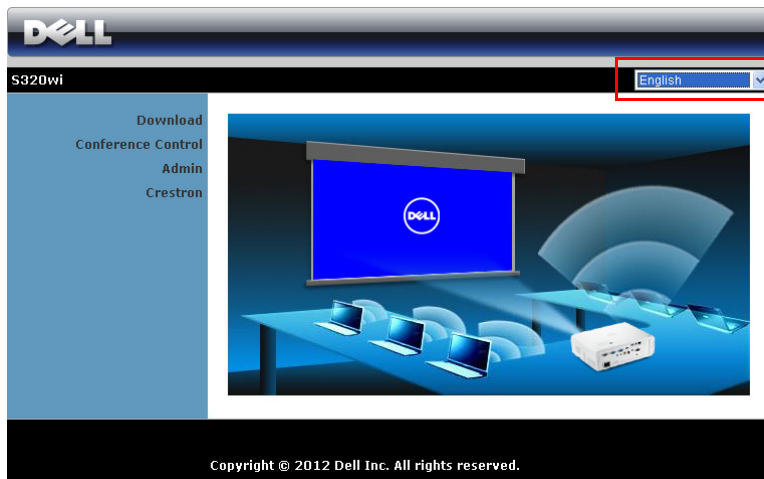 DELL
S320wi
English
Download
Conference Control
Admin
Crestron
DELL
Copyright © 2012 Dell Inc. All rights reserved.